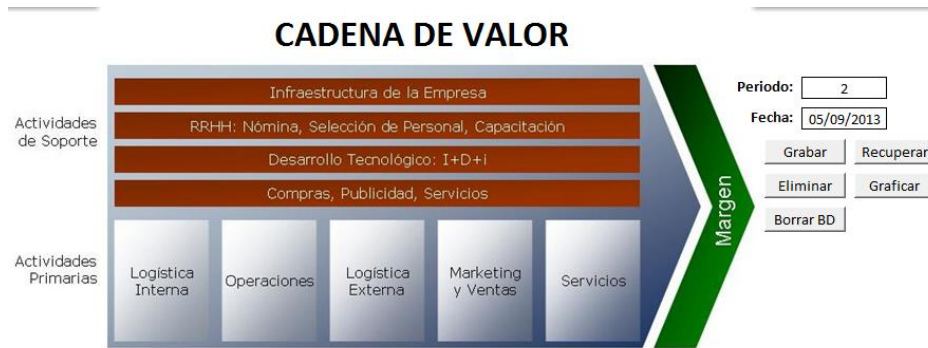 CADENA DE VALOR
Actividades
de Soporte
Infraestructura de la Empresa
RRHH: Nómina, Selección de Personal, Capacitación
Desarrollo Tecnológico: I+D+i
Compras, Publicidad, Servicios
Actividades
Primarias
Logística
Interna
Operaciones
Logística
Externa
Marketing
y Ventas
Servicios
Margen
Periodo: 2
Fecha: 05/09/2013
Grabar Recuperar
Eliminar Graficar
Borrar BD